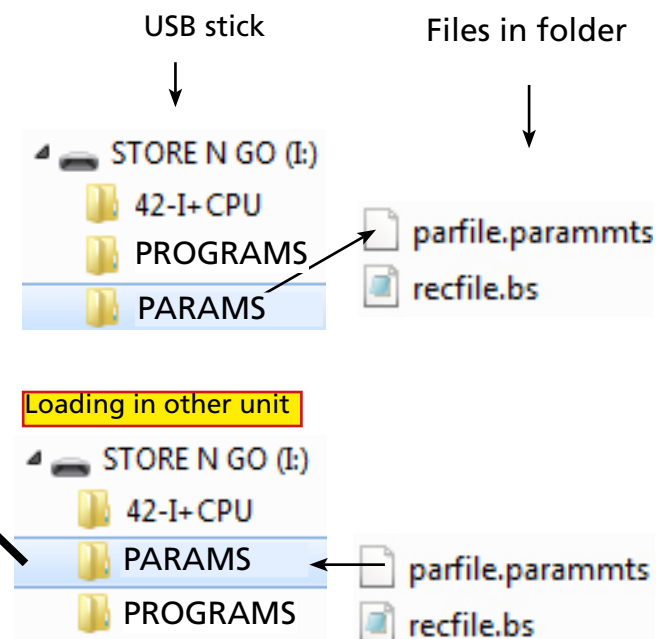 USB stick
Files in folder
STORE N GO (I:)
42-I+CPU
PROGRAMS
PARAMS
parfile.parammts
recfile.bs
Loading in other unit
STORE N GO (I:)
42-I+CPU
PARAMS
PROGRAMS
parfile.parammts
recfile.bs